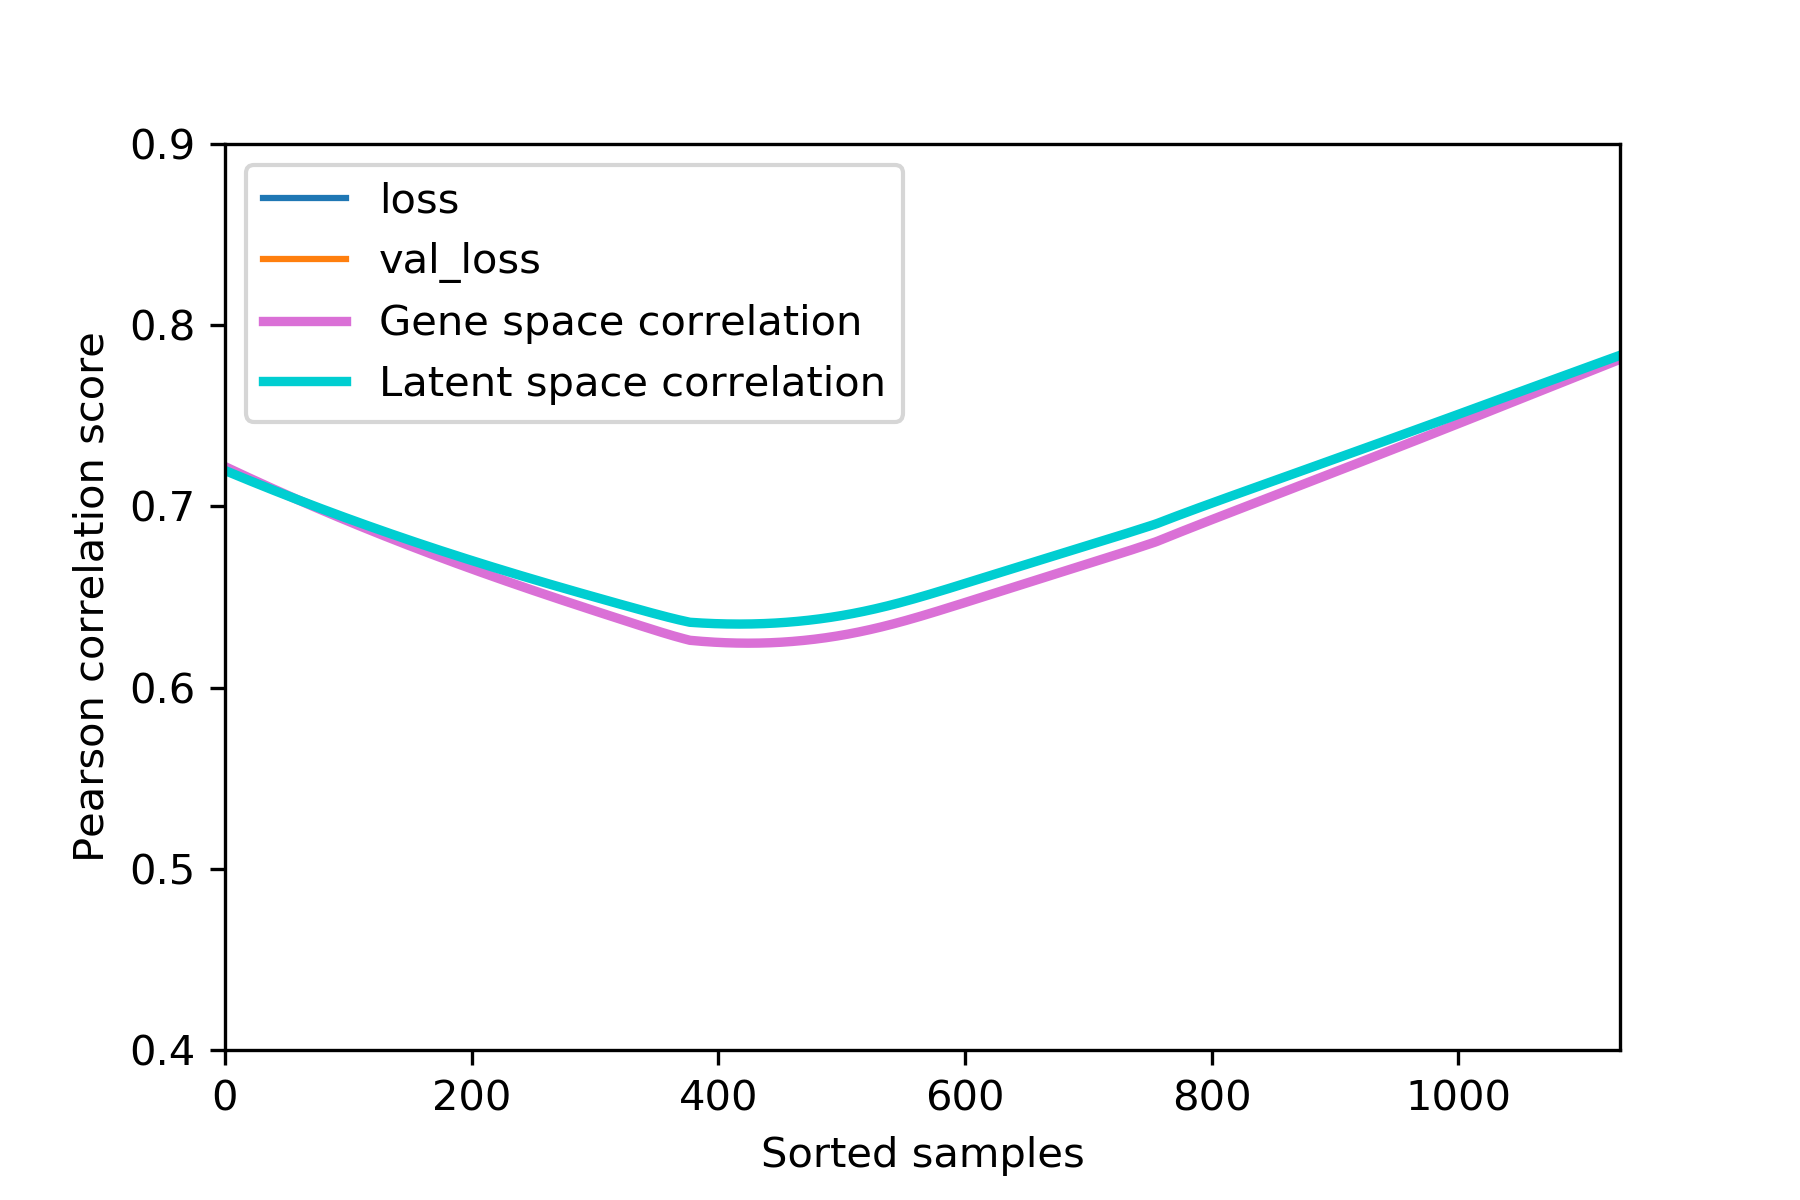 0.9
0.8
0.7
0.6
0.5
0.4
Pearson correlation score
loss
val_loss
Gene space correlation
Latent space correlation
0 200 400 600 800 1000
Sorted samples